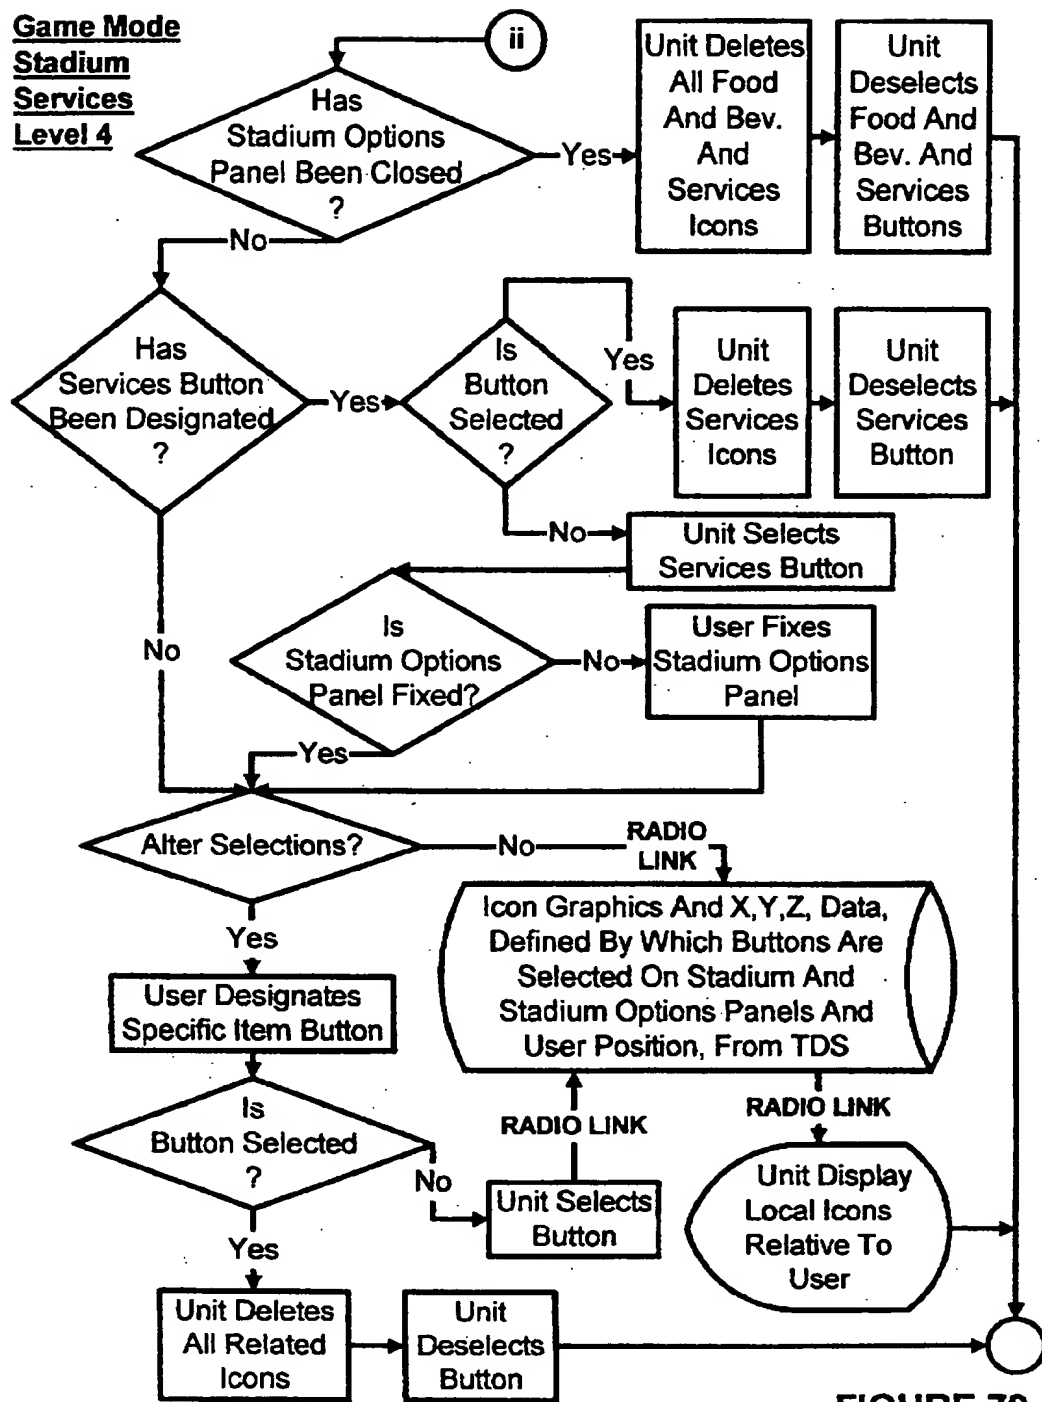 Game Mode
Stadium
Services
Level 4
ii
Has
Stadium Options
Panel Been Closed
?
Yes
Unit Deletes
All Food
And Bev.
And
Services
Icons
Unit
Deselects
Food And
Bev. And
Services
Buttons
No
Has
Services Button
Been Designated
?
Yes
Is
Button
Selected
?
Yes
Unit
Deletes
Services
Icons
Unit
Deselects
Services
Button
No
Unit Selects
Services Button
No
Is
Stadium Options
Panel Fixed?
No
User Fixes
Stadium Options
Panel
Yes
Alter Selections?
No
RADIO
LINK
Icon Graphics And X,Y,Z, Data,
Defined By Which Buttons Are
Selected On Stadium And
Stadium Options Panels And
User Position, From TDS
Yes
User Designates
Specific Item Button
Is
Button Selected
?
No
RADIO LINK
Unit Selects
Button
RADIO LINK
Unit Display
Local Icons
Relative To
User
Yes
Unit Deletes
All Related
Icons
Unit
Deselects
Button